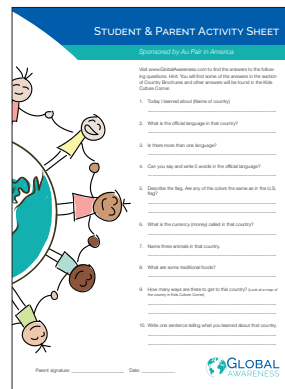 STUDENT & PARENT ACTIVITY SHEET
Sponsored by Au Pair in America
Visit www.GlobalAwareness.com to find the answers to the follow-
ing questions. Hint: You will find some of the answers in the section
of Country Brochures and other answers will be found in the Kids
Culture Corner.
1. Today I learned about (Name of country)
2. What is the official language in that country?
3. Is there more than one language?
4. Can you say and write 5 words in the official language?
5. Describe the flag. Are any of the colors the same as in the U.S.
flag?
6. What is the currency (money) called in that country?
7. Name three animals in that country.
8. What are some traditional foods?
9. How many ways are there to get to this country? (Look at a map of
the country in Kids Culture Corner)
10. Write one sentence telling what you learned about that country.
Parent signature: Date:
GLOBAL
AWARENESS